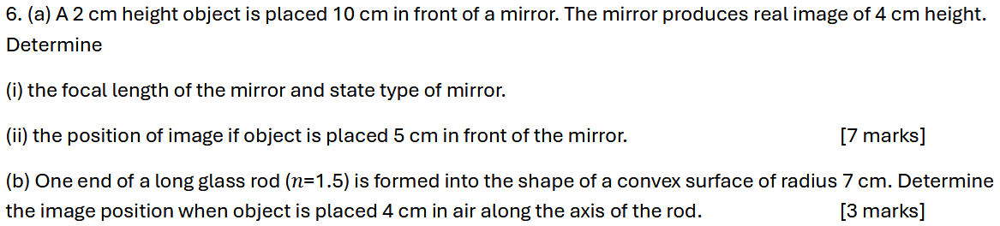 6. (a) A 2 cm height object is placed 10 cm in front of a mirror. The mirror produces real image of 4 cm height.
Determine
(i) the focal length of the mirror and state type of mirror.
(ii) the position of image if object is placed 5 cm in front of the mirror. [7 marks]
(b) One end of a long glass rod (n=1.5) is formed into the shape of a convex surface of radius 7 cm. Determine
the image position when object is placed 4 cm in air along the axis of the rod. [3 marks]